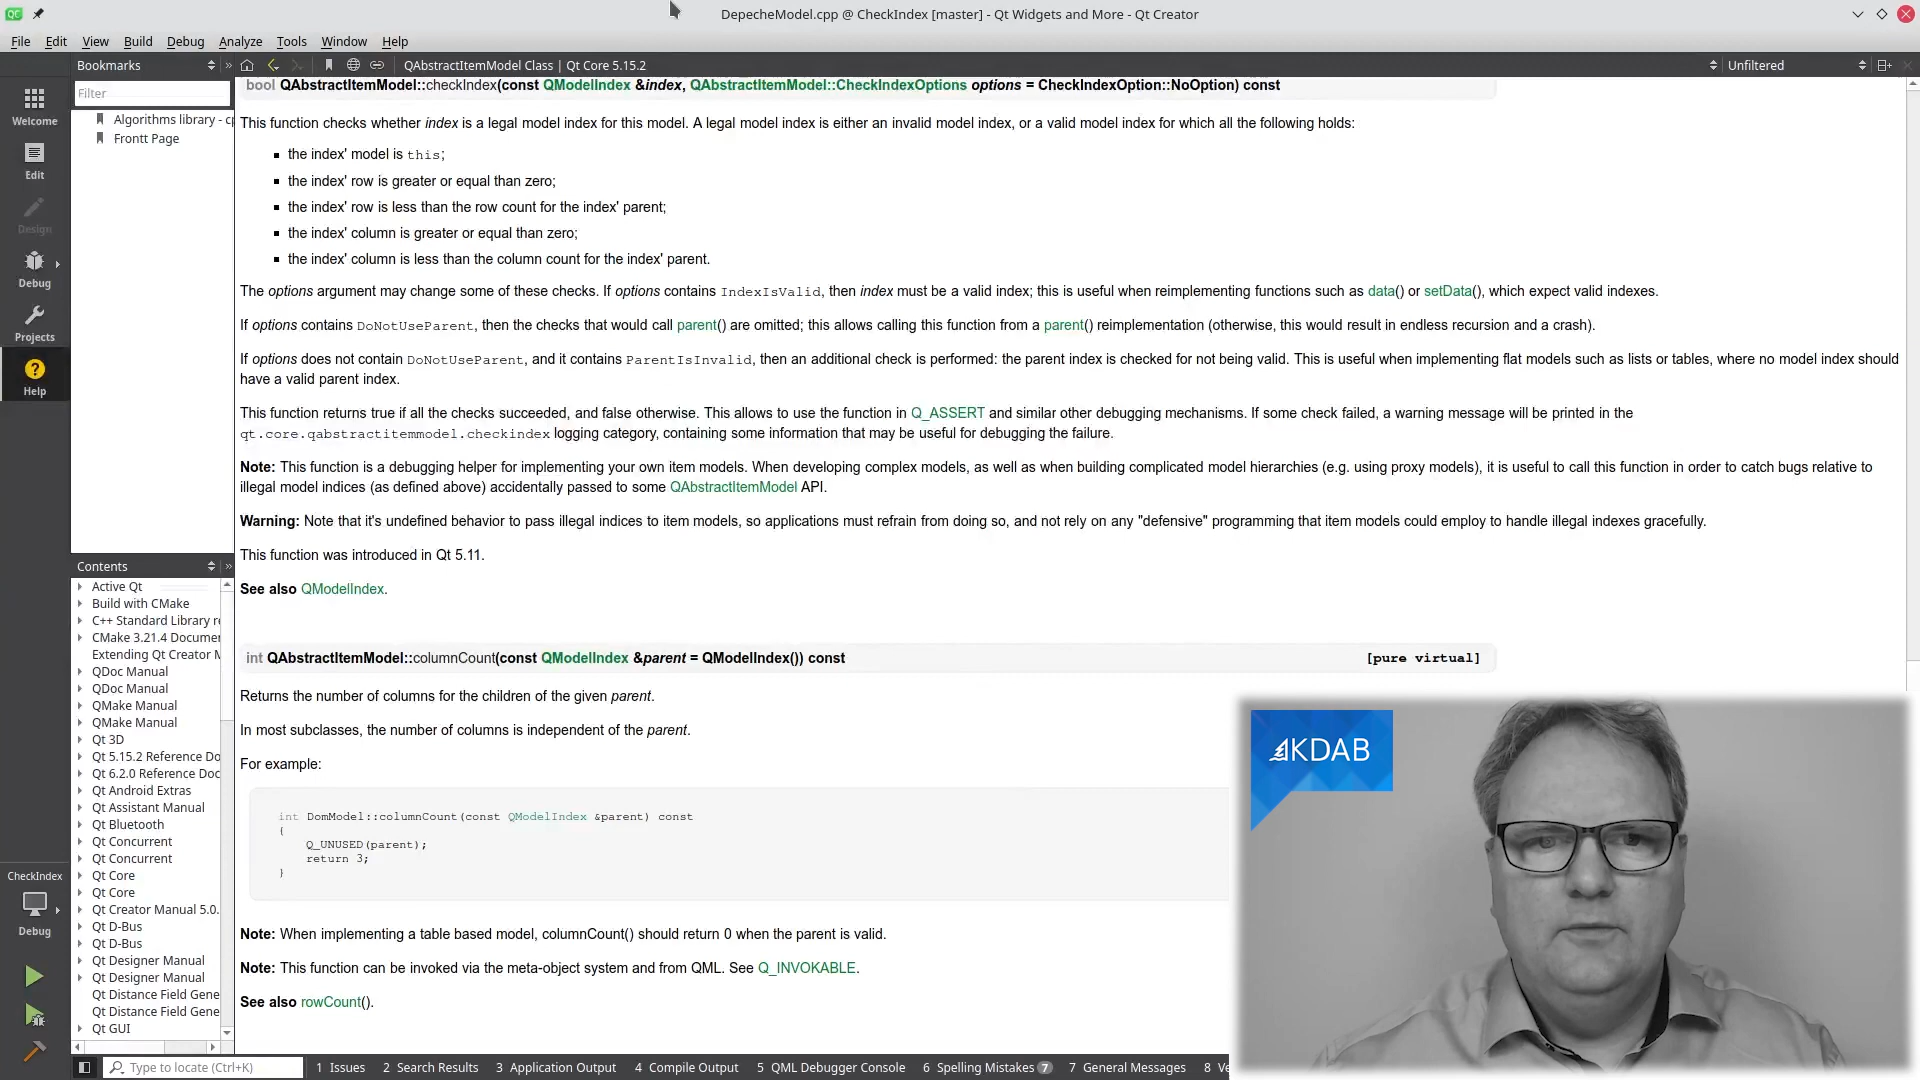 DepecheModel.cpp @ CheckIndex [master] - Qt Widgets and More - Qt Creator
File Edit View Build Debug Analyze Tools Window Help
Bookmarks
QAbstractItemModel Class | Qt Core 5.15.2
Unfiltered
Filter
Algorithms library - cp
Frontt Page
Welcome
Edit
Design
Debug
Projects
Help
bool QAbstractItemModel::checkIndex(const QModelIndex &index, QAbstractItemModel::CheckIndexOptions options = CheckIndexOption::NoOption) const
This function checks whether index is a legal model index for this model. A legal model index is either an invalid model index, or a valid model index for which all the following holds:
the index' model is this;
the index' row is greater or equal than zero;
the index' row is less than the row count for the index' parent;
the index' column is greater or equal than zero;
the index' column is less than the column count for the index' parent.
The options argument may change some of these checks. If options contains IndexIsValid, then index must be a valid index; this is useful when reimplementing functions such as data() or setData(), which expect valid indexes.
If options contains DoNotUseParent, then the checks that would call parent() are omitted; this allows calling this function from a parent() reimplementation (otherwise, this would result in endless recursion and a crash).
If options does not contain DoNotUseParent, and it contains ParentIsInvalid, then an additional check is performed: the parent index is checked for not being valid. This is useful when implementing flat models such as lists or tables, where no model index should
have a valid parent index.
This function returns true if all the checks succeeded, and false otherwise. This allows to use the function in Q_ASSERT and similar other debugging mechanisms. If some check failed, a warning message will be printed in the
qt.core.qabstractitemmodel.checkindex logging category, containing some information that may be useful for debugging the failure.
Note: This function is a debugging helper for implementing your own item models. When developing complex models, as well as when building complicated model hierarchies (e.g. using proxy models), it is useful to call this function in order to catch bugs relative to
illegal model indices (as defined above) accidentally passed to some QAbstractItemModel API.
Warning: Note that it's undefined behavior to pass illegal indices to item models, so applications must refrain from doing so, and not rely on any "defensive" programming that item models could employ to handle illegal indexes gracefully.
This function was introduced in Qt 5.11.
See also QModelIndex.
int QAbstractItemModel::columnCount(const QModelIndex &parent = QModelIndex()) const
[pure virtual]
Returns the number of columns for the children of the given parent.
In most subclasses, the number of columns is independent of the parent.
For example:
int DomModel::columnCount(const QModelIndex &parent) const
{
Q_UNUSED(parent);
return 3;
}
Note: When implementing a table based model, columnCount() should return 0 when the parent is valid.
Note: This function can be invoked via the meta-object system and from QML. See Q_INVOKABLE.
See also rowCount().
Contents
Active Qt
Build with CMake
C++ Standard Library re
CMake 3.21.4 Documen
Extending Qt Creator M
QDoc Manual
QDoc Manual
QMake Manual
QMake Manual
Qt 3D
Qt 5.15.2 Reference Do
Qt 6.2.0 Reference Doc
Qt Android Extras
Qt Assistant Manual
Qt Bluetooth
Qt Concurrent
Qt Concurrent
Qt Core
Qt Core
Qt Creator Manual 5.0.
Qt D-Bus
Qt D-Bus
Qt Designer Manual
Qt Designer Manual
Qt Distance Field Gene
Qt Distance Field Gene
Qt GUI
CheckIndex
Debug
KDAB
Type to locate (Ctrl+K)
1 Issues 2 Search Results 3 Application Output 4 Compile Output 5 QML Debugger Console 6 Spelling Mistakes 7 7 General Messages 8 Ve